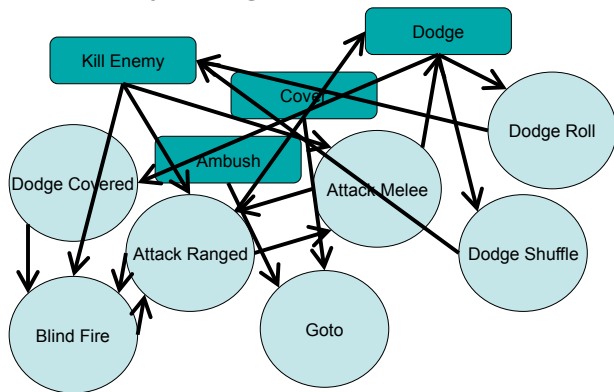 Dodge
Kill Enemy
Cover
Dodge Roll
Ambush
Dodge Covered
Attack Melee
Attack Ranged
Dodge Shuffle
Blind Fire
Goto